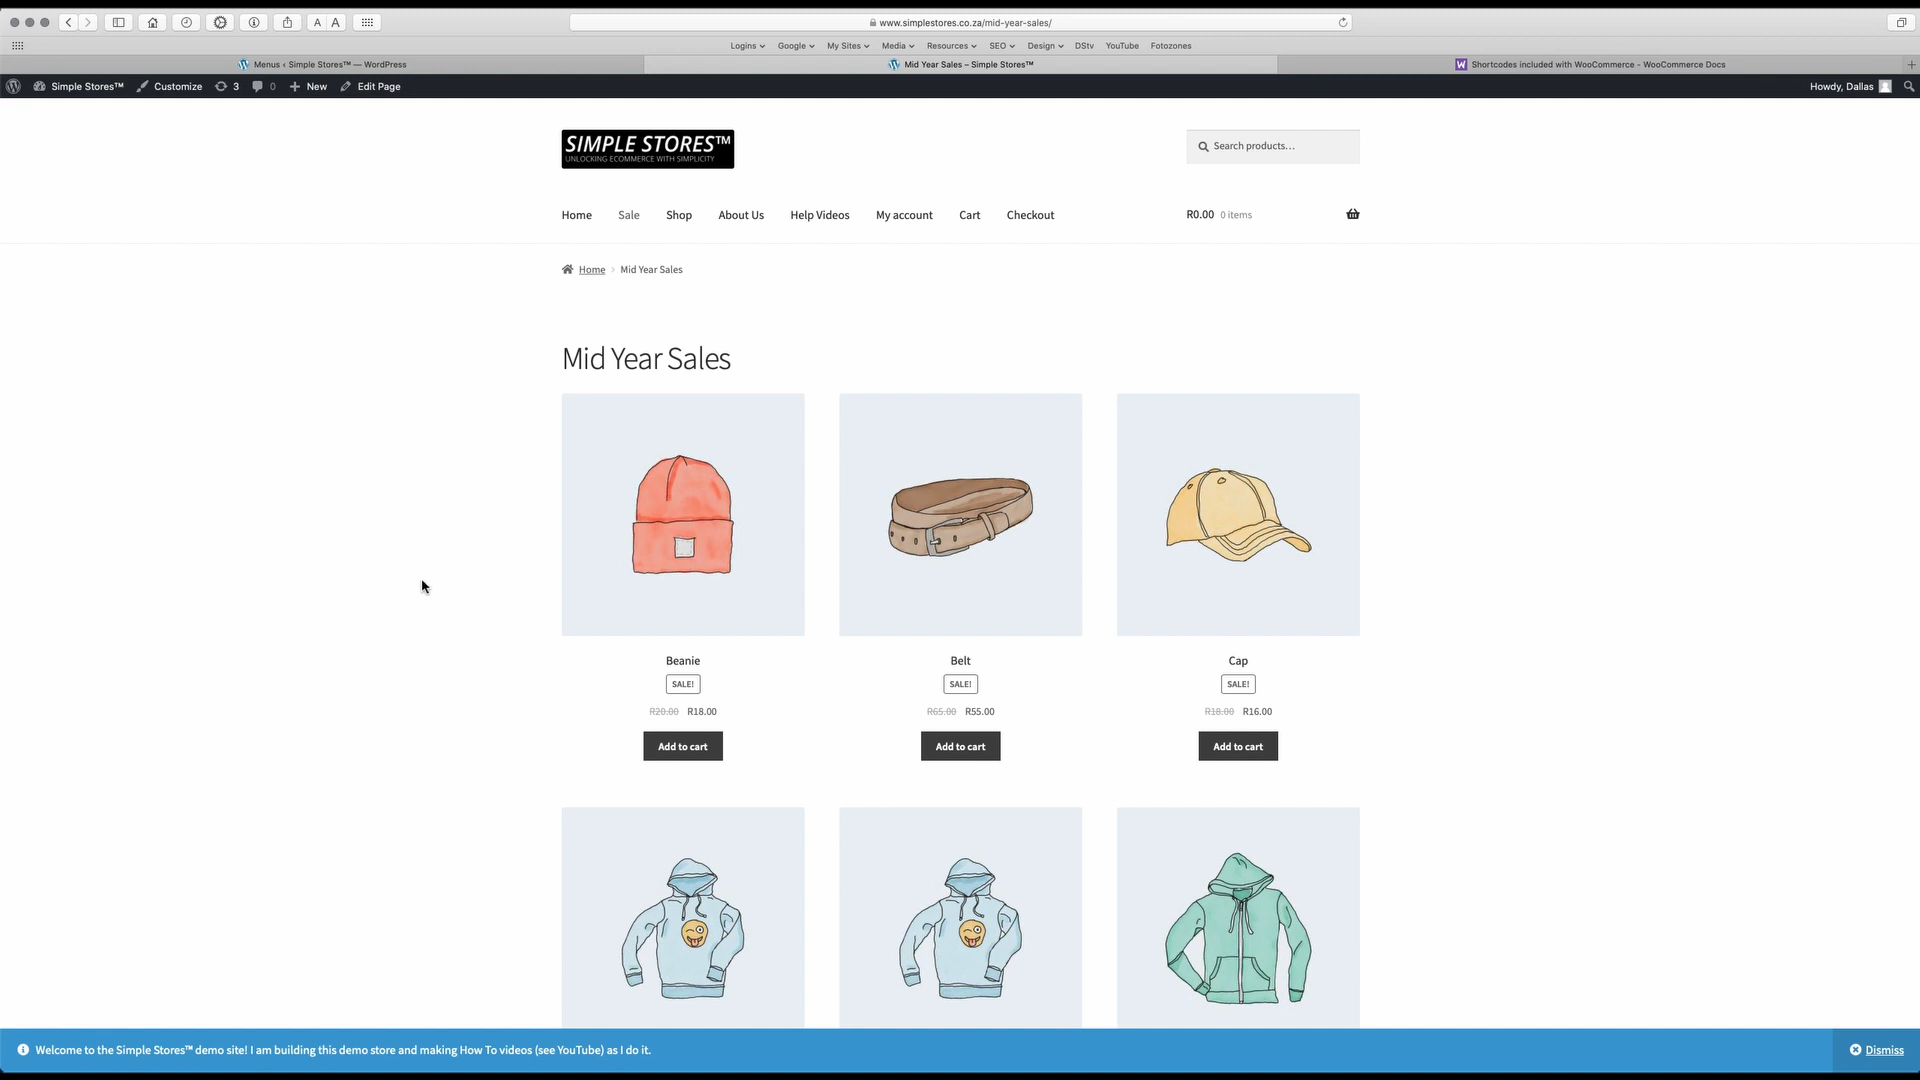 www.simplestores.co.za/mid-year-sales/
A A
Logins Google My Sites Media Resources SEO Design DStv YouTube Fotozones
Menus ‹ Simple Stores™ — WordPress
Mid Year Sales – Simple Stores™
Shortcodes included with WooCommerce - WooCommerce Docs
Simple Stores™ Customize 3 0 New Edit Page Howdy, Dallas
SIMPLE STORES™
UNLOCKING ECOMMERCE WITH SIMPLICITY
Search products…
Home Sale Shop About Us Help Videos My account Cart Checkout R0.00 0 items
Home Mid Year Sales
Mid Year Sales
Beanie Belt Cap
SALE! SALE! SALE!
R20.00 R18.00 R65.00 R55.00 R18.00 R16.00
Add to cart Add to cart Add to cart
Welcome to the Simple Stores™ demo site! I am building this demo store and making How To videos (see YouTube) as I do it. Dismiss